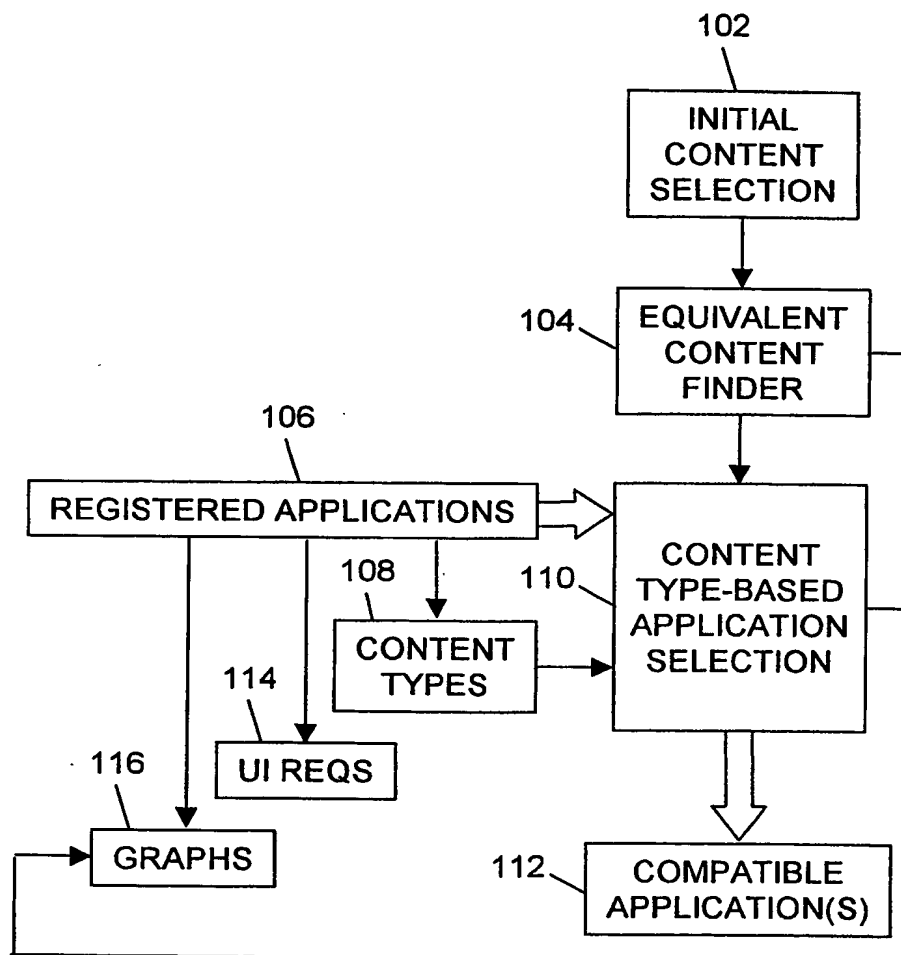 102
INITIAL
CONTENT
SELECTION
104
EQUIVALENT
CONTENT
FINDER
106
REGISTERED APPLICATIONS
108
CONTENT
TYPES
110
CONTENT
TYPE-BASED
APPLICATION
SELECTION
114
UI REQS
116
GRAPHS
112
COMPATIBLE
APPLICATION(S)